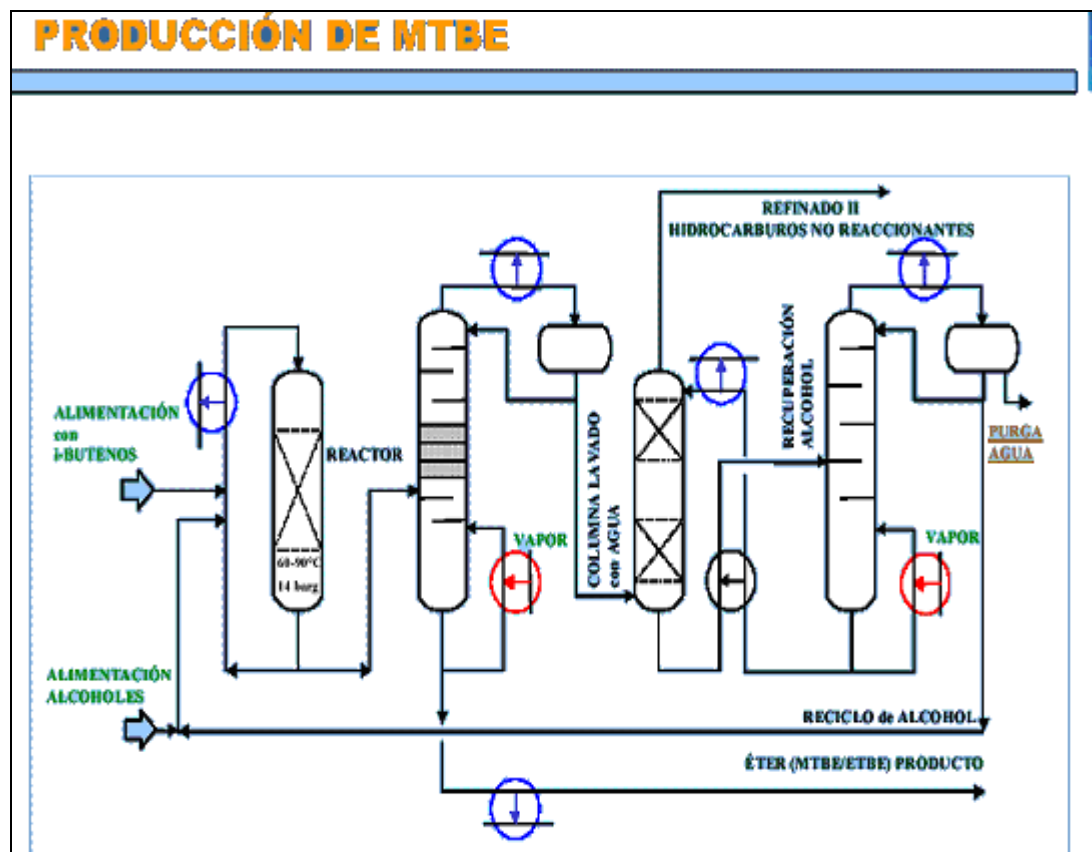 PRODUCCIÓN DE MTBE
REFINADO II
HIDROCARBUROS NO REACCIONANTES
ALIMENTACIÓN
con
i-BUTENOS
REACTOR
60-90°C
14 barg
VAPOR
COLUMNA LAVADO
con AGUA
RECUPERACIÓN
ALCOHOL
PURGA
AGUA
VAPOR
ALIMENTACIÓN
ALCOHOLES
RECICLO de ALCOHOL
ÉTER (MTBE/ETBE) PRODUCTO